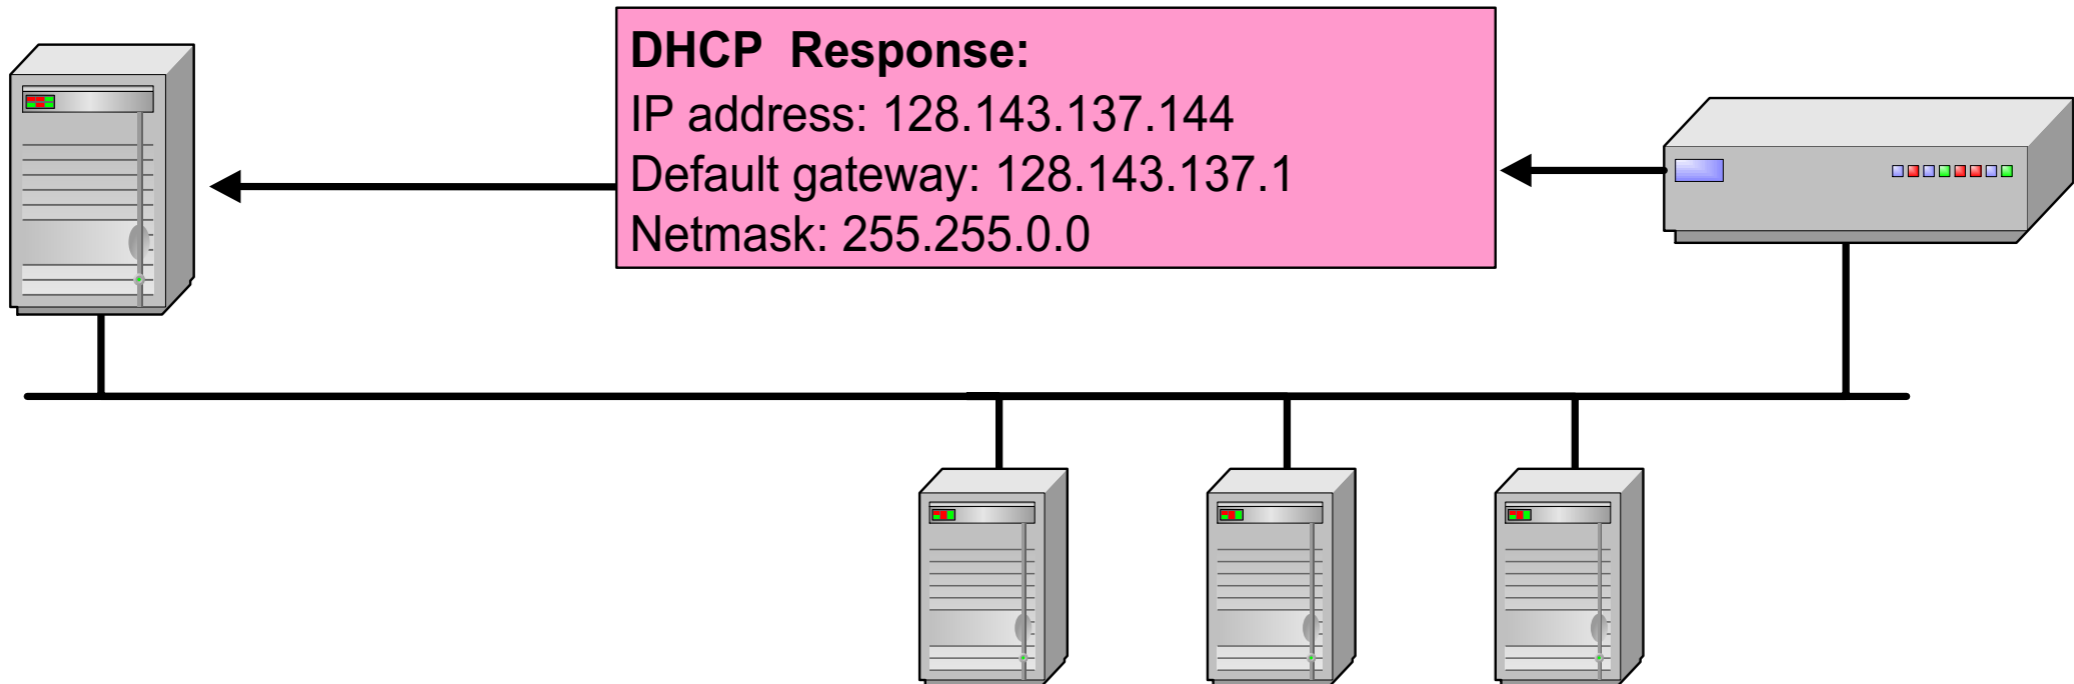 DHCP  Response:
IP address: 128.143.137.144
Default gateway: 128.143.137.1
Netmask: 255.255.0.0